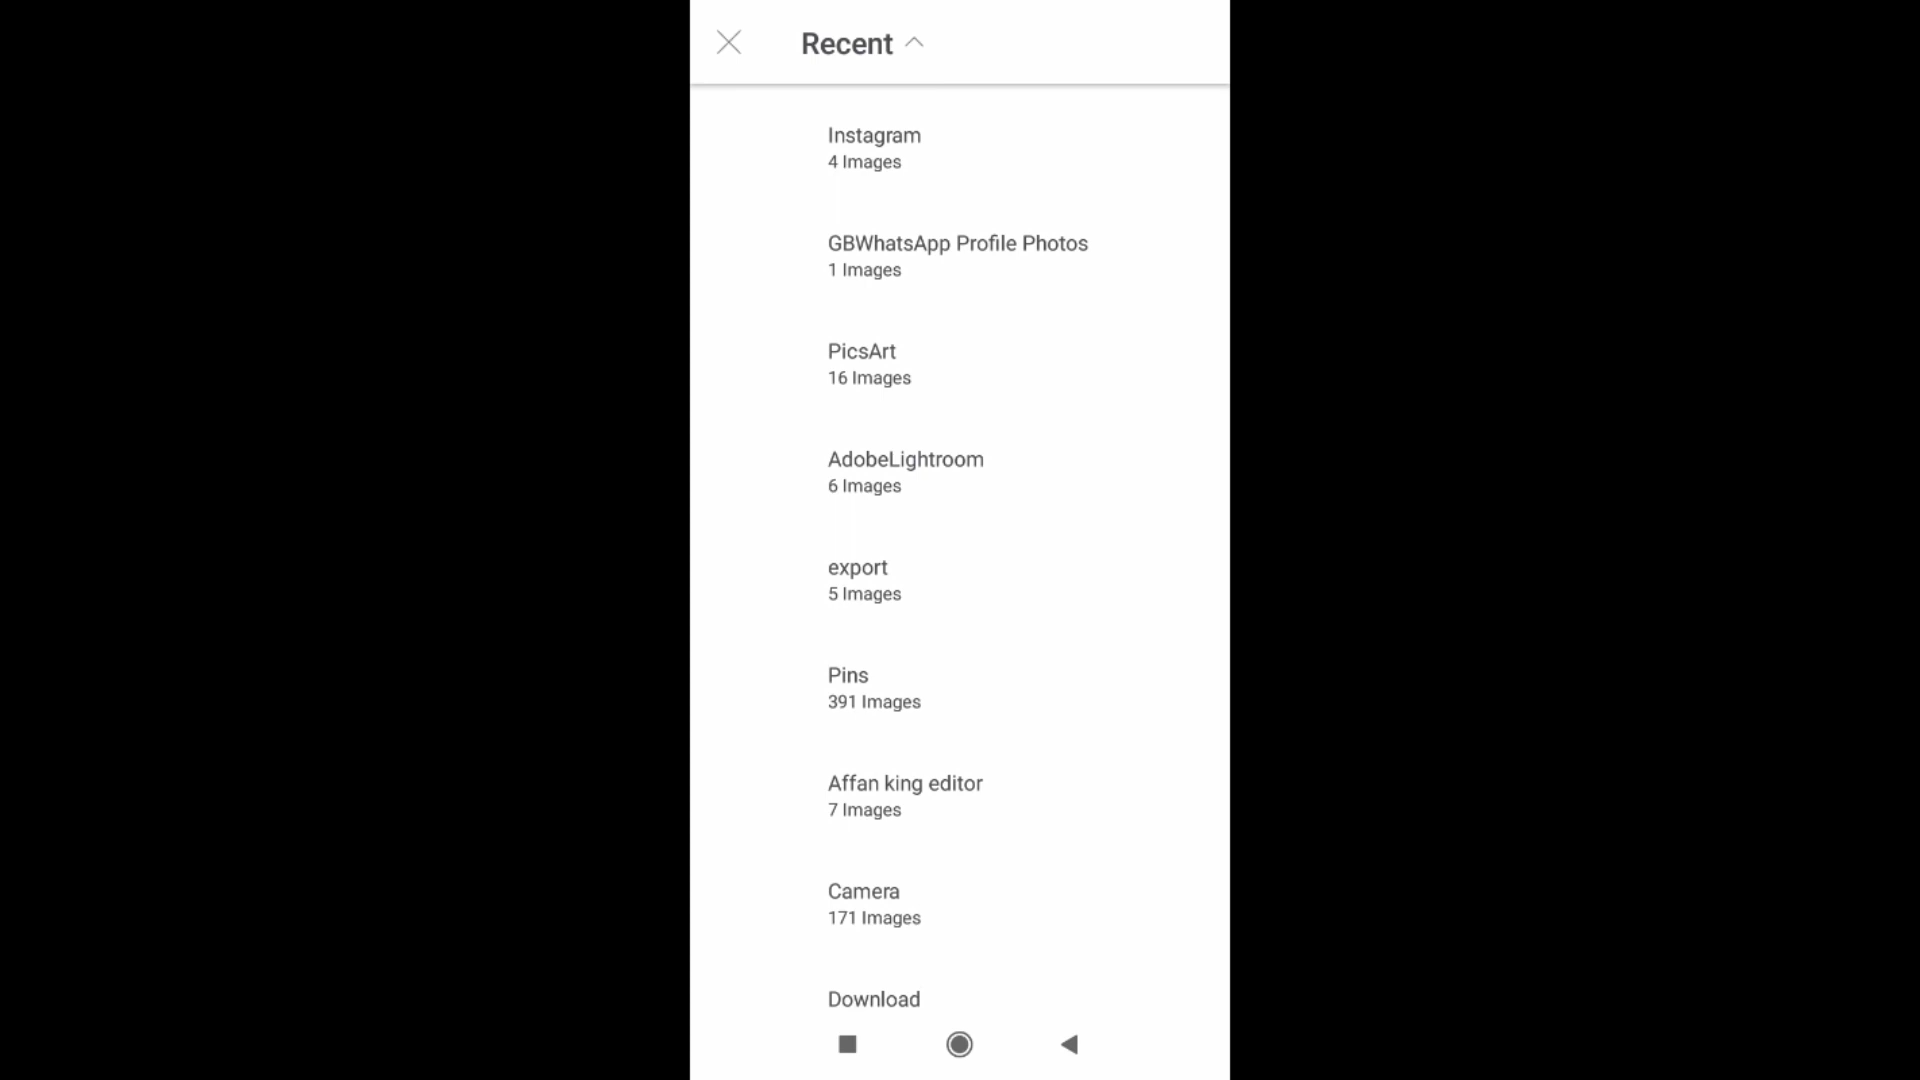 Recent
Instagram
4 Images
GBWhatsApp Profile Photos
1 Images
PicsArt
16 Images
AdobeLightroom
6 Images
export
5 Images
Pins
391 Images
Affan king editor
7 Images
Camera
171 Images
Download